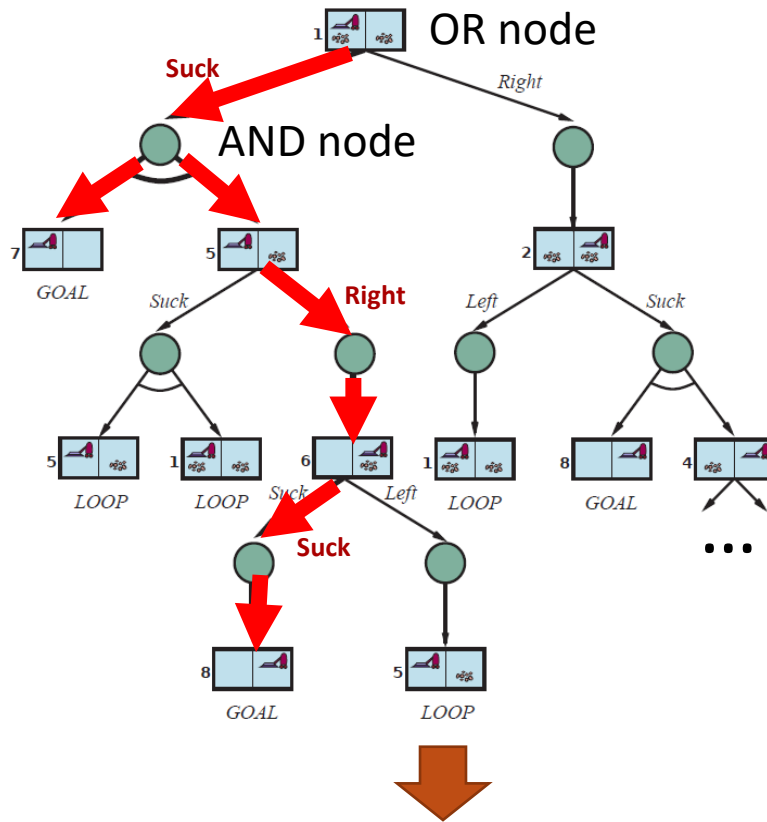 1 OR node
Suck
Right
AND node
7 5 2
GOAL
Suck Right Left Suck
5 1 6 1 8 4
LOOP LOOP Suck Left LOOP GOAL
Suck
...
8 5
GOAL LOOP